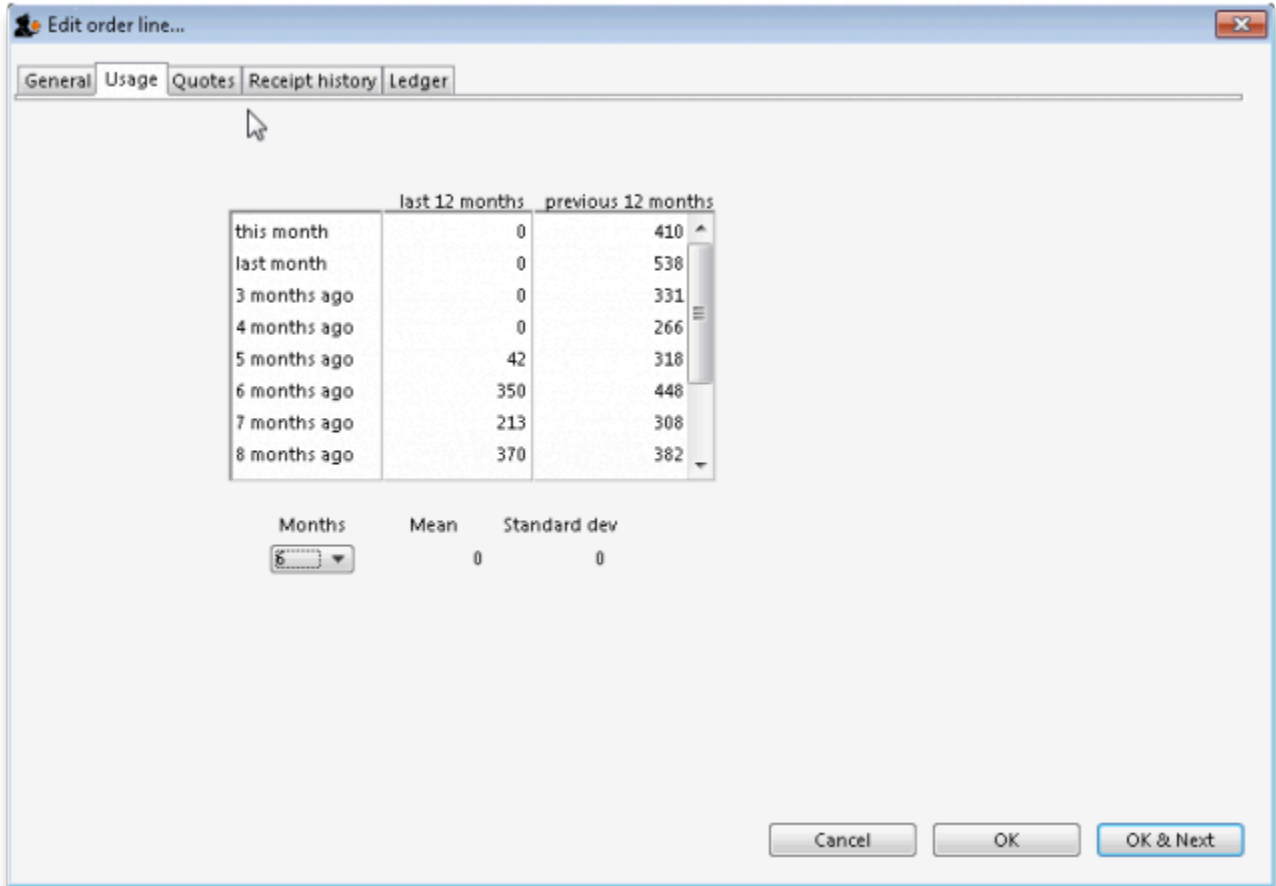 Edit order line...
General Usage Quotes Receipt history Ledger
last 12 months previous 12 months
this month 0 410
last month 0 538
3 months ago 0 331
4 months ago 0 266
5 months ago 42 318
6 months ago 350 448
7 months ago 213 308
8 months ago 370 382
Months Mean Standard dev
6 0 0
Cancel OK OK & Next